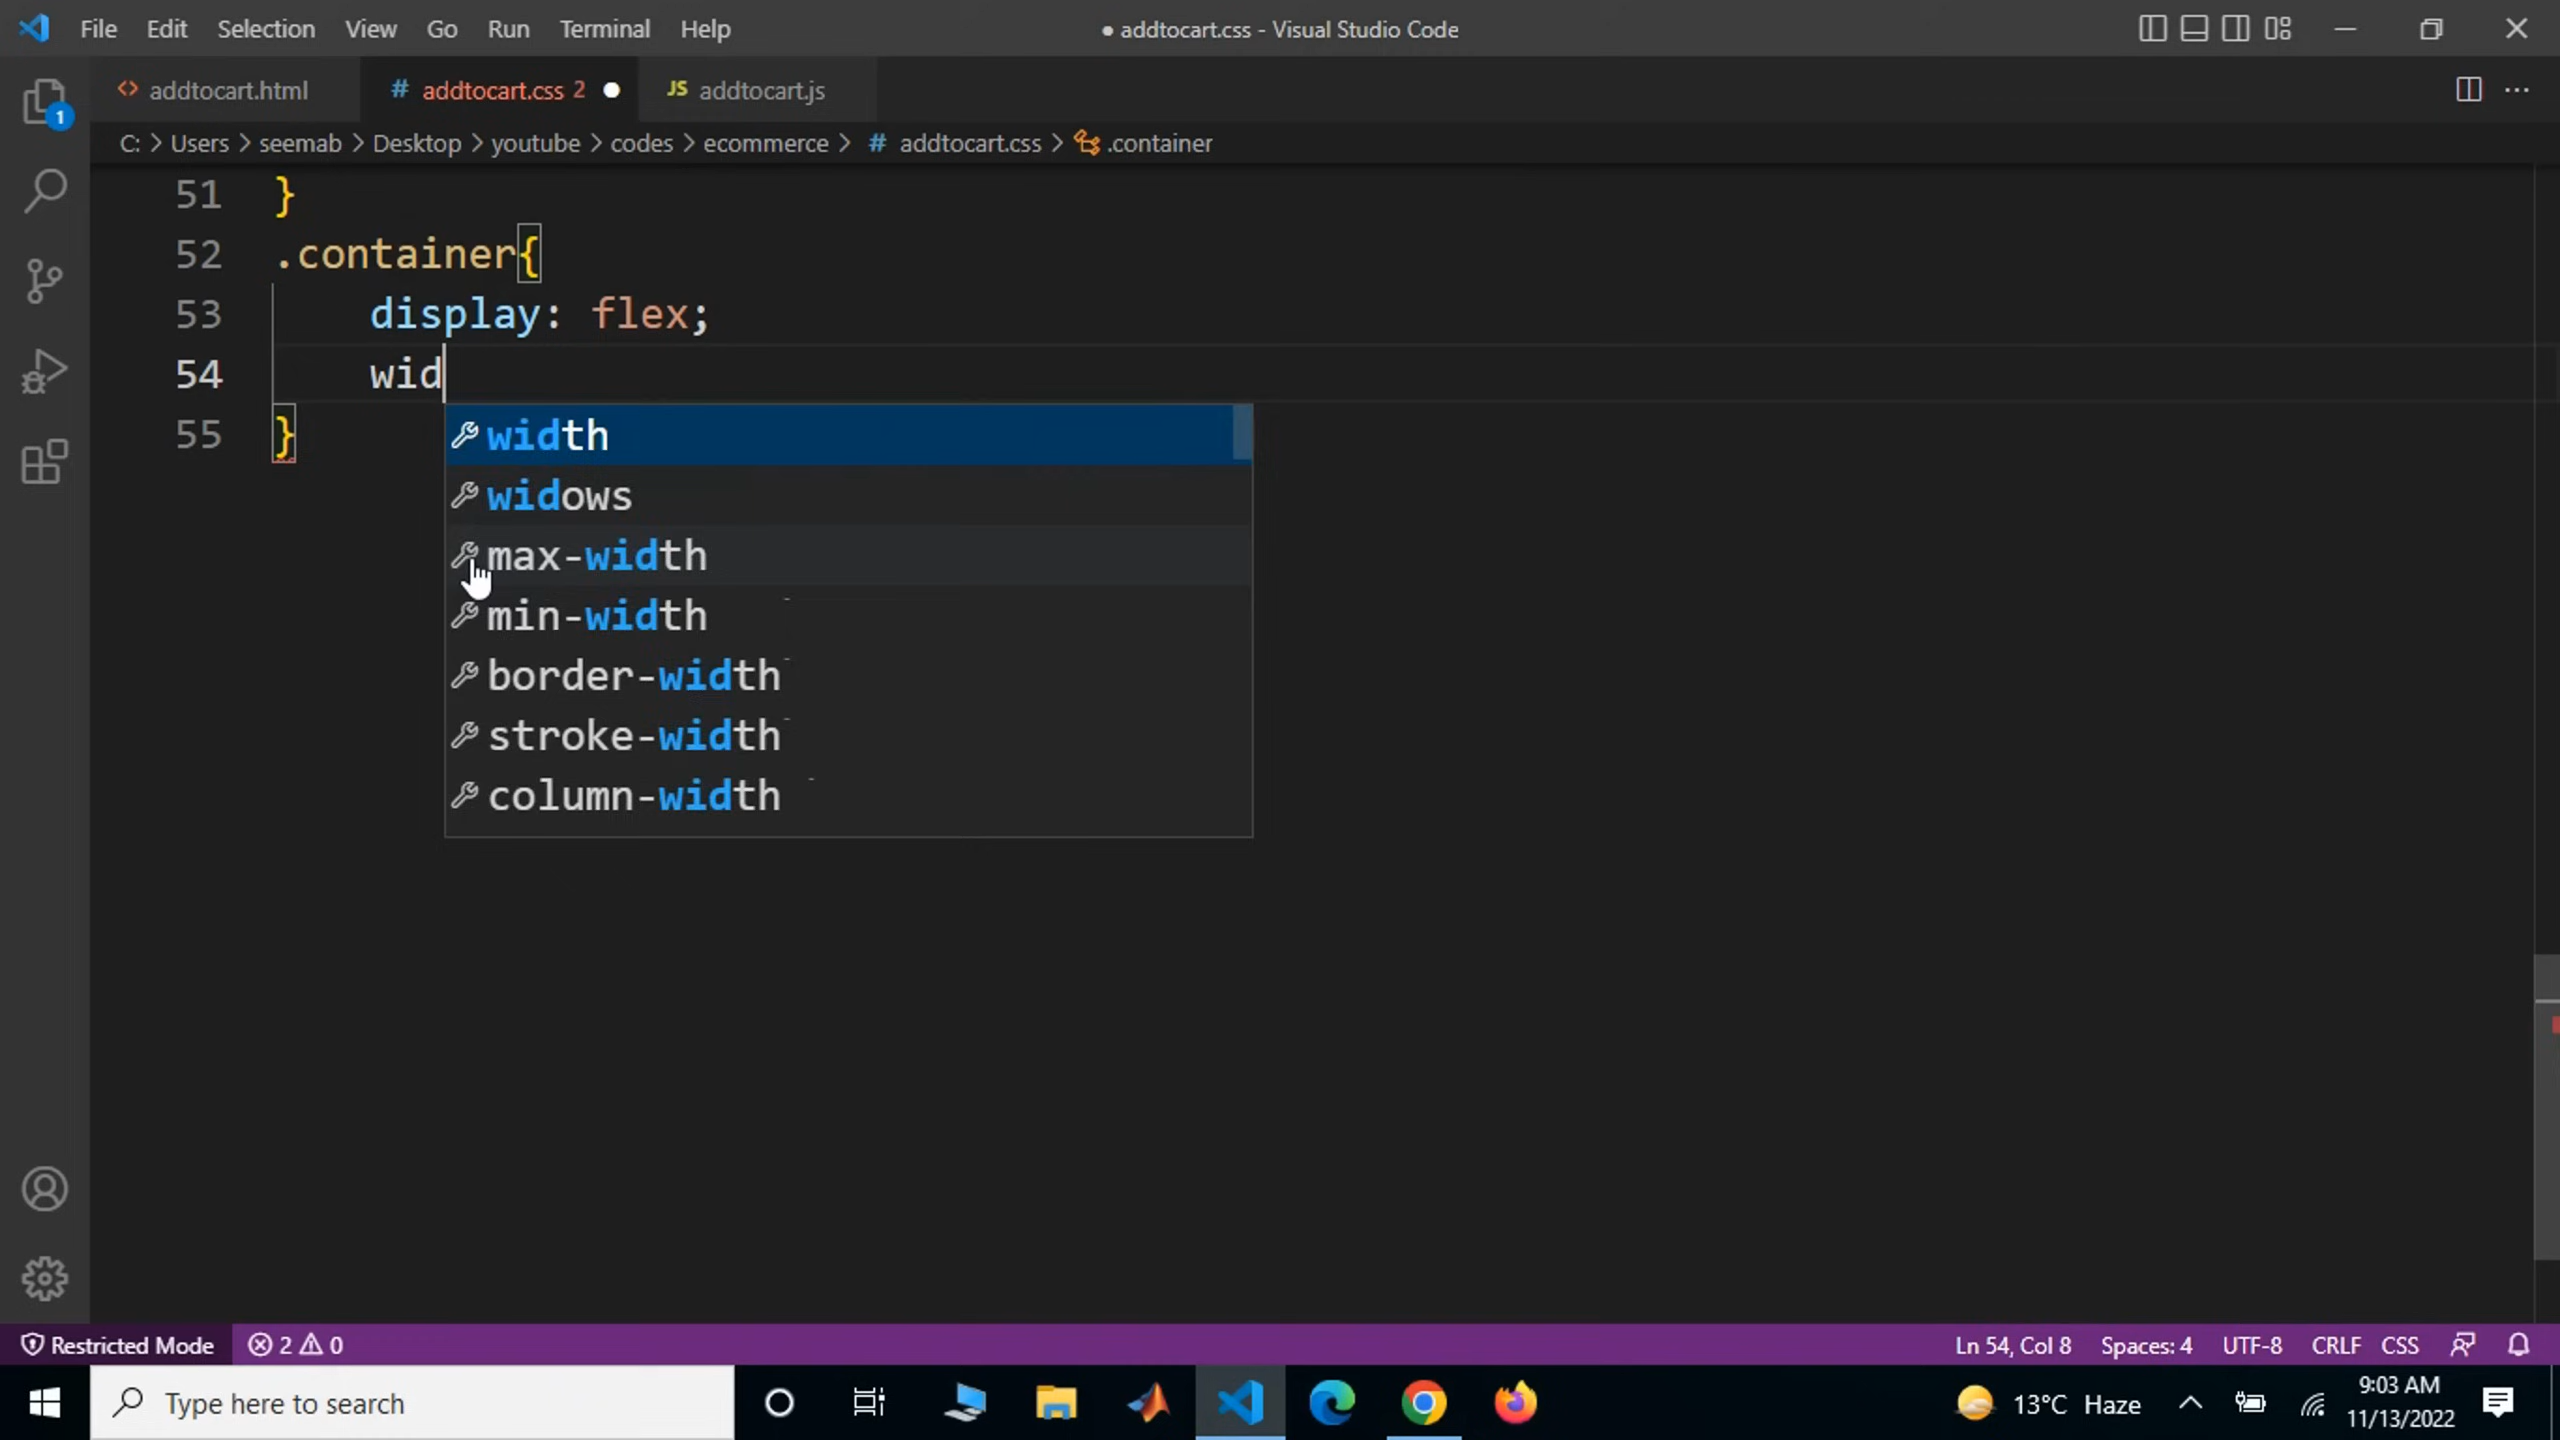 File Edit Selection View Go Run Terminal Help
● addtocart.css - Visual Studio Code
<> addtocart.html
# addtocart.css 2 ●
JS addtocart.js
···
1
C: > Users > seemab > Desktop > youtube > codes > ecommerce > # addtocart.css > .container
51 }
52 .container{
53 display: flex;
54 wid
55 }
width
widows
max-width
min-width
border-width
stroke-width
column-width
Restricted Mode 2 0
Ln 54, Col 8 Spaces: 4 UTF-8 CRLF CSS
Type here to search
13°C Haze
9:03 AM
11/13/2022